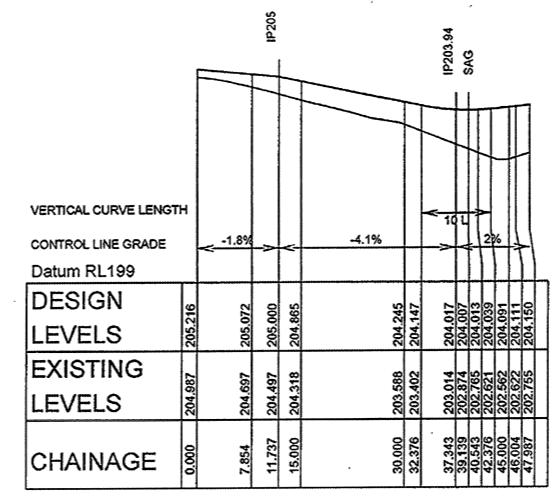 IP205
IP203.94
SAG
VERTICAL CURVE LENGTH
10 L
CONTROL LINE GRADE
-1.8%
-4.1%
2%
Datum RL199
DESIGN LEVELS
205.216 205.072 205.000 204.865 204.245 204.147 204.017 204.007 204.013 204.039 204.091 204.111 204.150
EXISTING LEVELS
204.987 204.697 204.497 204.318 203.588 203.402 203.014 202.874 202.765 202.621 202.562 202.622 202.755
CHAINAGE
0.000 7.854 11.737 15.000 30.000 32.376 37.343 39.139 40.543 42.376 45.000 46.004 47.987